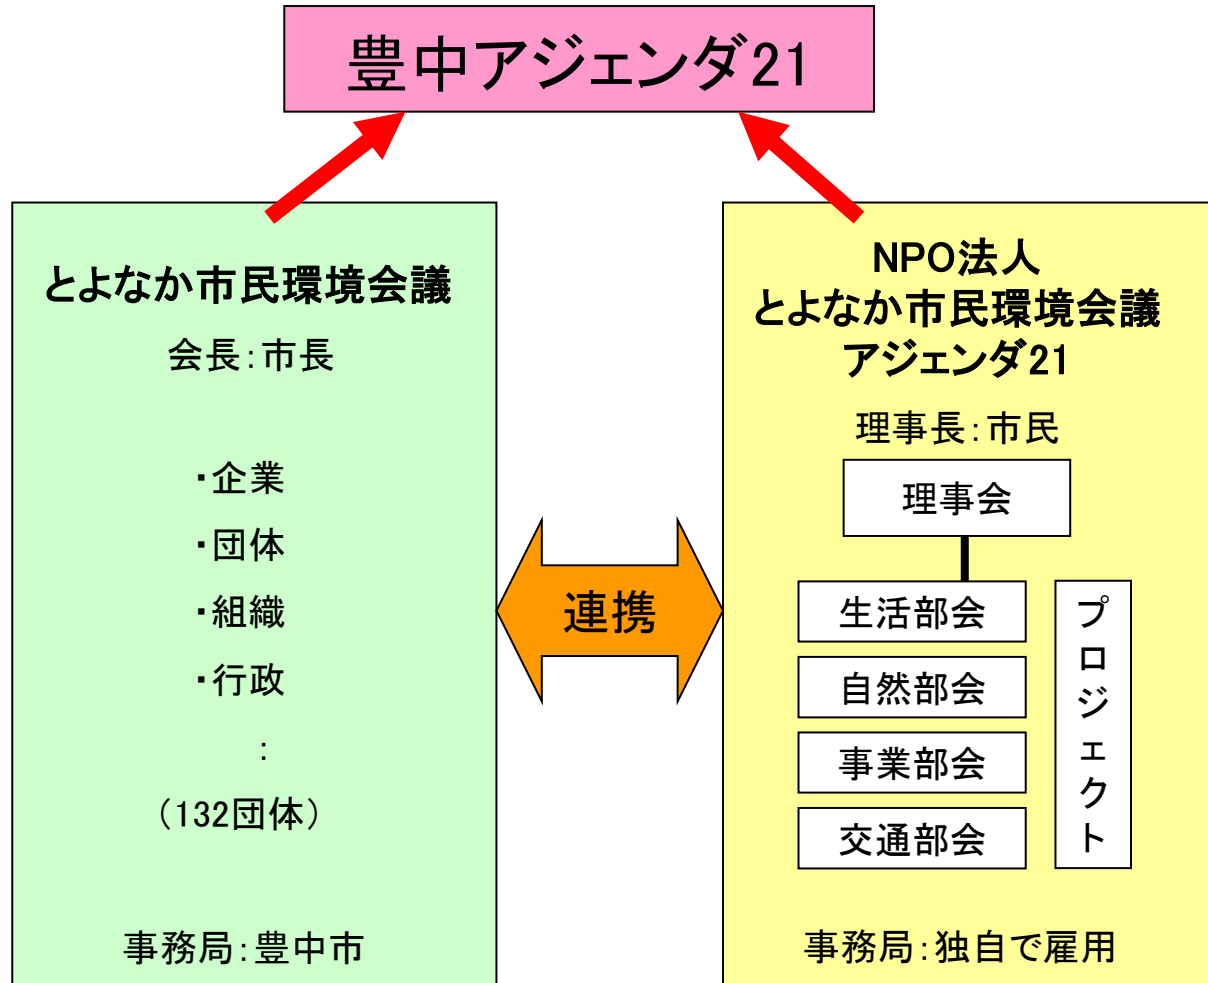 豊中アジェンダ21
とよなか市民環境会議
会長：市長
・企業
・団体
・組織
・行政
：
（132団体）
事務局：豊中市
連携
NPO法人
とよなか市民環境会議
アジェンダ21
理事長：市民
理事会
生活部会
自然部会
事業部会
交通部会
プロジェクト
事務局：独自で雇用